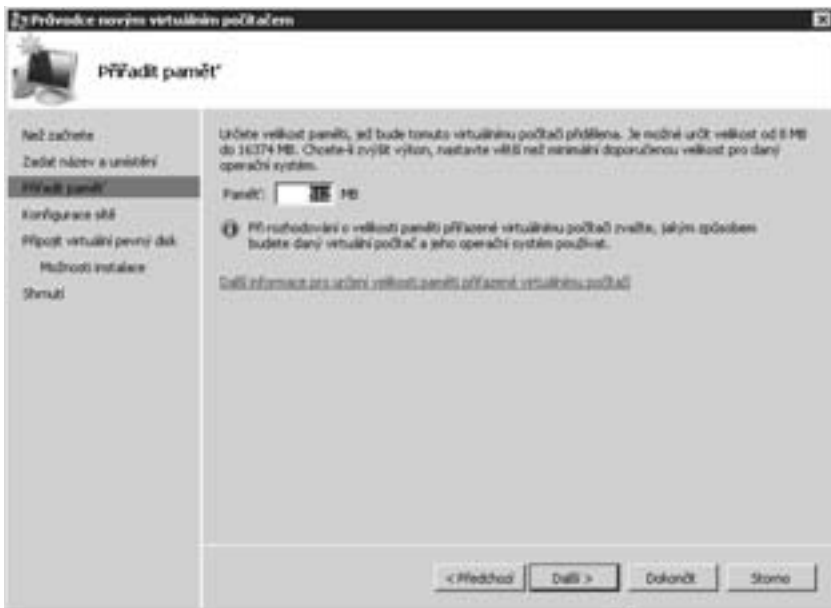 Průvodce novým virtuálním počítačem
Přiřadit paměť
Než začnete
Zadat název a umístění
Přiřadit paměť
Konfigurace sítě
Připojit virtuální pevný disk
Možnosti instalace
Shrnutí
Určete velikost paměti, jež bude tomuto virtuálnímu počítači přidělena. Je možné určit velikost od 8 MB
do 16374 MB. Chcete-li zvýšit výkon, nastavte větší než minimální doporučenou velikost pro daný
operační systém.
Paměť: MB
Při rozhodování o velikosti paměti přiřazené virtuálnímu počítači zvažte, jakým způsobem
budete daný virtuální počítač a jeho operační systém používat.
Další informace pro určení velikosti paměti přiřazené virtuálnímu počítači
< Předchozí
Další >
Dokončit
Storno